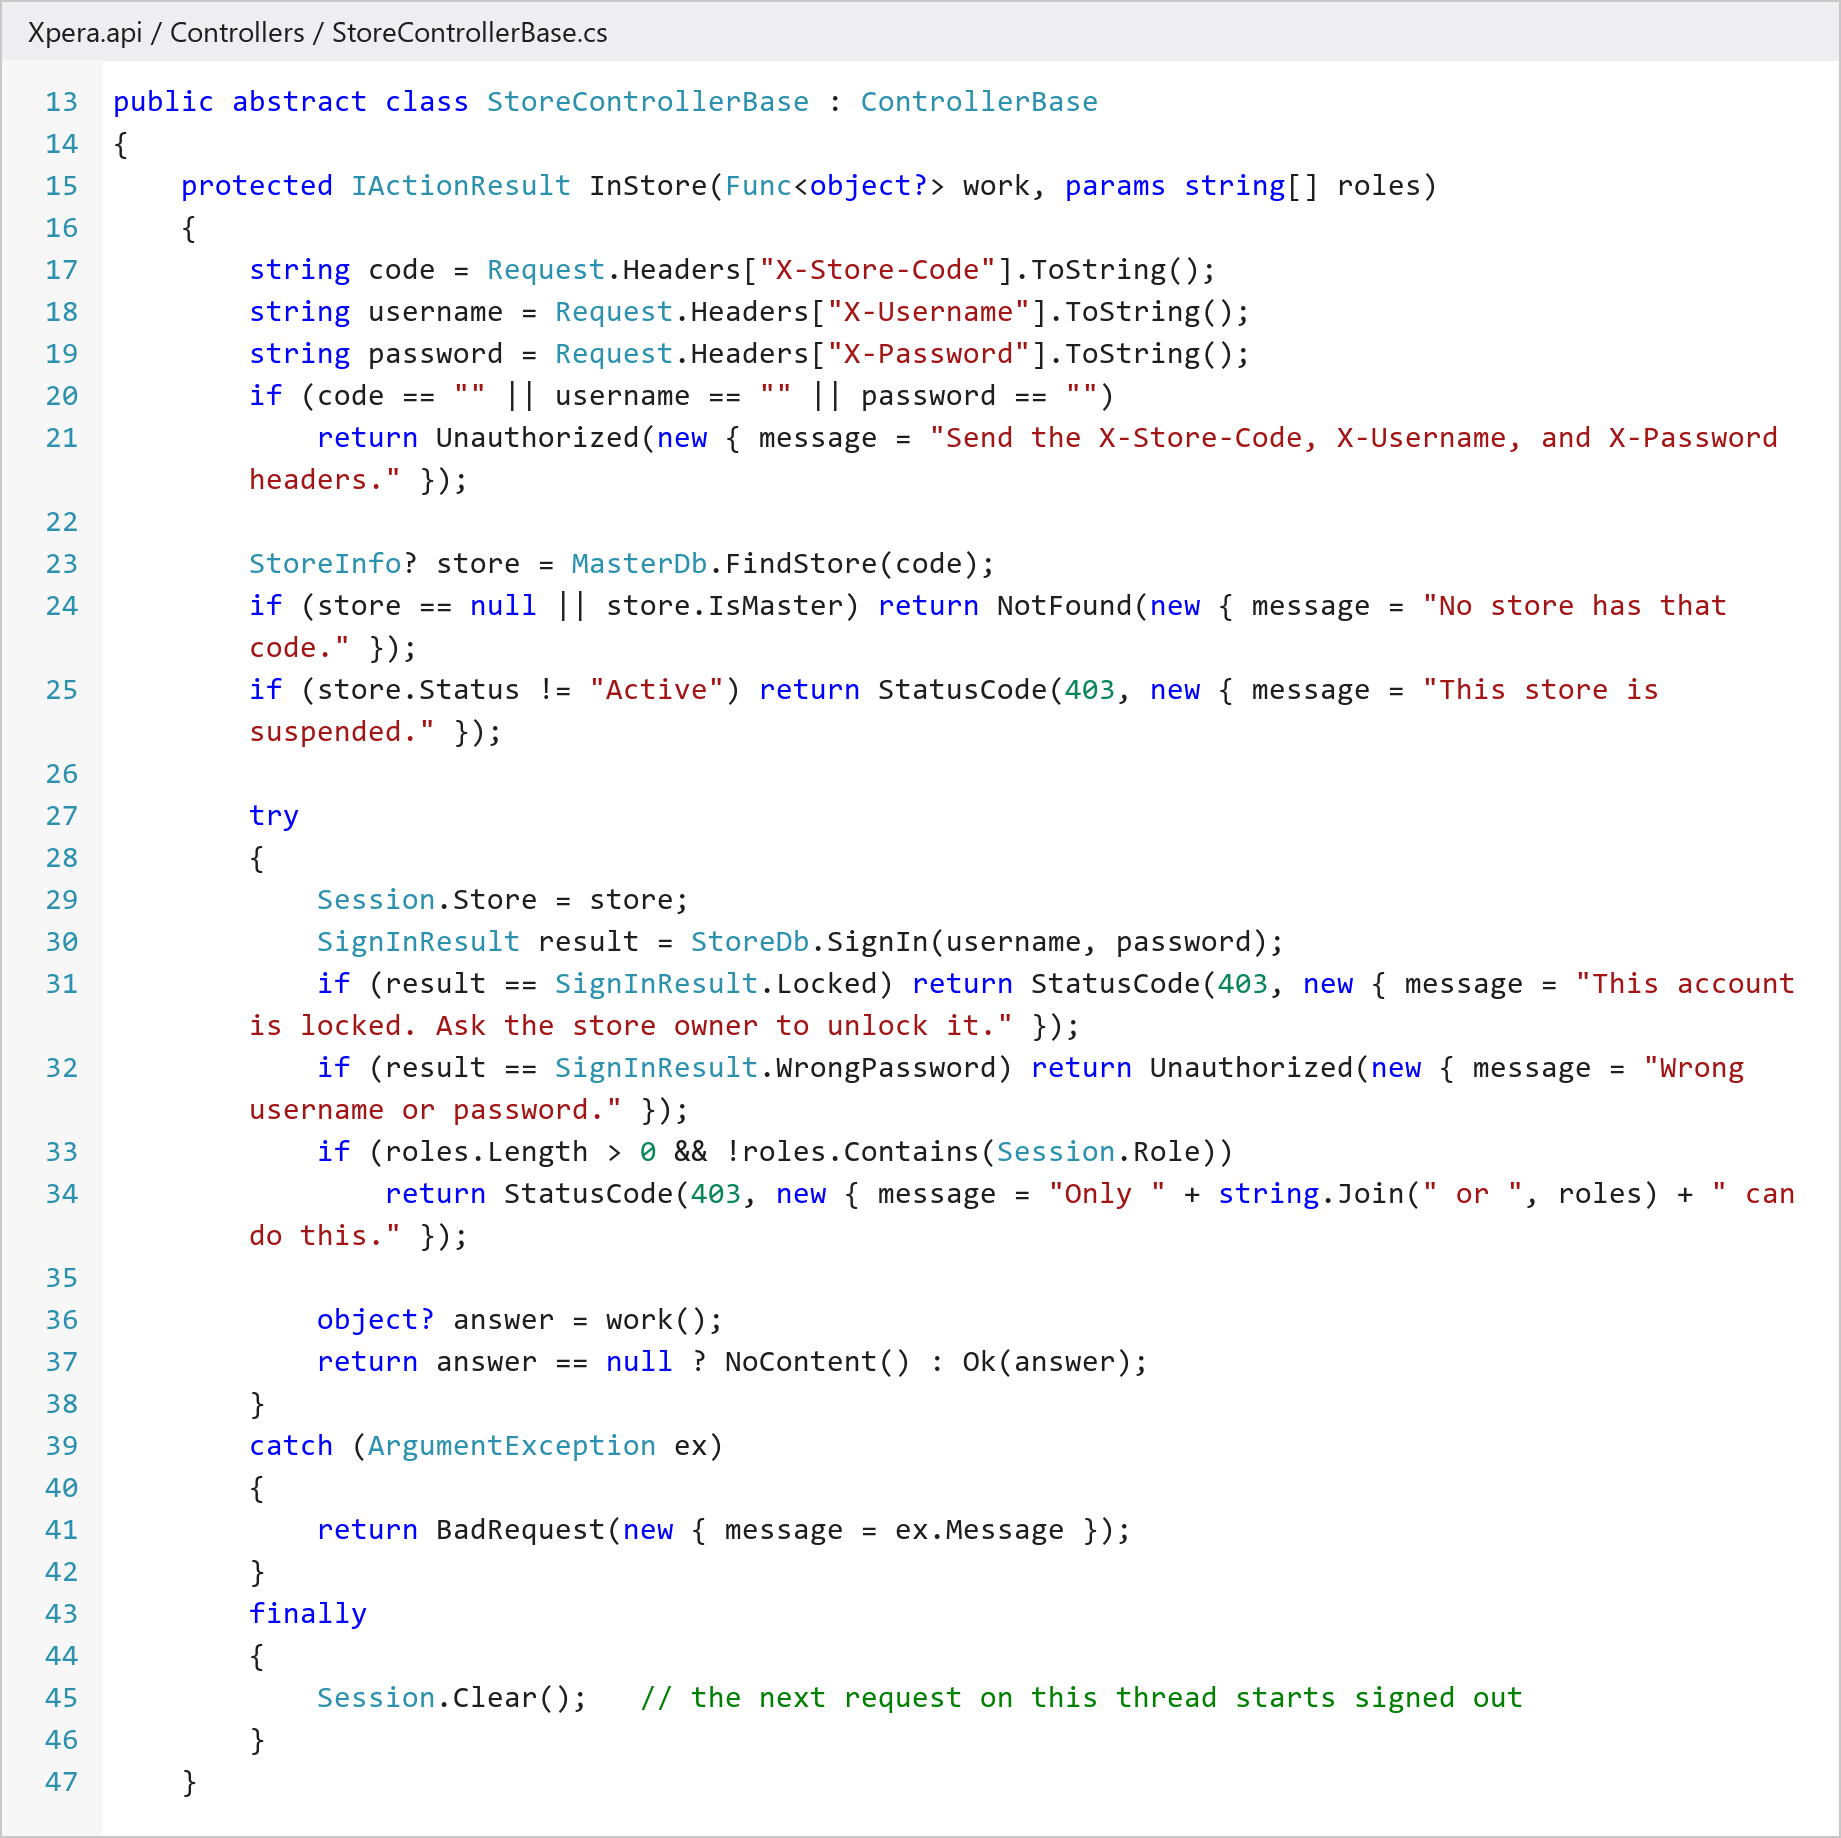 Xpera.api / Controllers / StoreControllerBase.cs
13 public abstract class StoreControllerBase : ControllerBase
14 {
15     protected IActionResult InStore(Func<object?> work, params string[] roles)
16     {
17         string code = Request.Headers["X-Store-Code"].ToString();
18         string username = Request.Headers["X-Username"].ToString();
19         string password = Request.Headers["X-Password"].ToString();
20         if (code == "" || username == "" || password == "")
21             return Unauthorized(new { message = "Send the X-Store-Code, X-Username, and X-Password
headers." });
22
23         StoreInfo? store = MasterDb.FindStore(code);
24         if (store == null || store.IsMaster) return NotFound(new { message = "No store has that
code." });
25         if (store.Status != "Active") return StatusCode(403, new { message = "This store is
suspended." });
26
27         try
28         {
29             Session.Store = store;
30             SignInResult result = StoreDb.SignIn(username, password);
31             if (result == SignInResult.Locked) return StatusCode(403, new { message = "This account
is locked. Ask the store owner to unlock it." });
32             if (result == SignInResult.WrongPassword) return Unauthorized(new { message = "Wrong
username or password." });
33             if (roles.Length > 0 && !roles.Contains(Session.Role))
34                 return StatusCode(403, new { message = "Only " + string.Join(" or ", roles) + " can
do this." });
35
36             object? answer = work();
37             return answer == null ? NoContent() : Ok(answer);
38         }
39         catch (ArgumentException ex)
40         {
41             return BadRequest(new { message = ex.Message });
42         }
43         finally
44         {
45             Session.Clear();   // the next request on this thread starts signed out
46         }
47     }